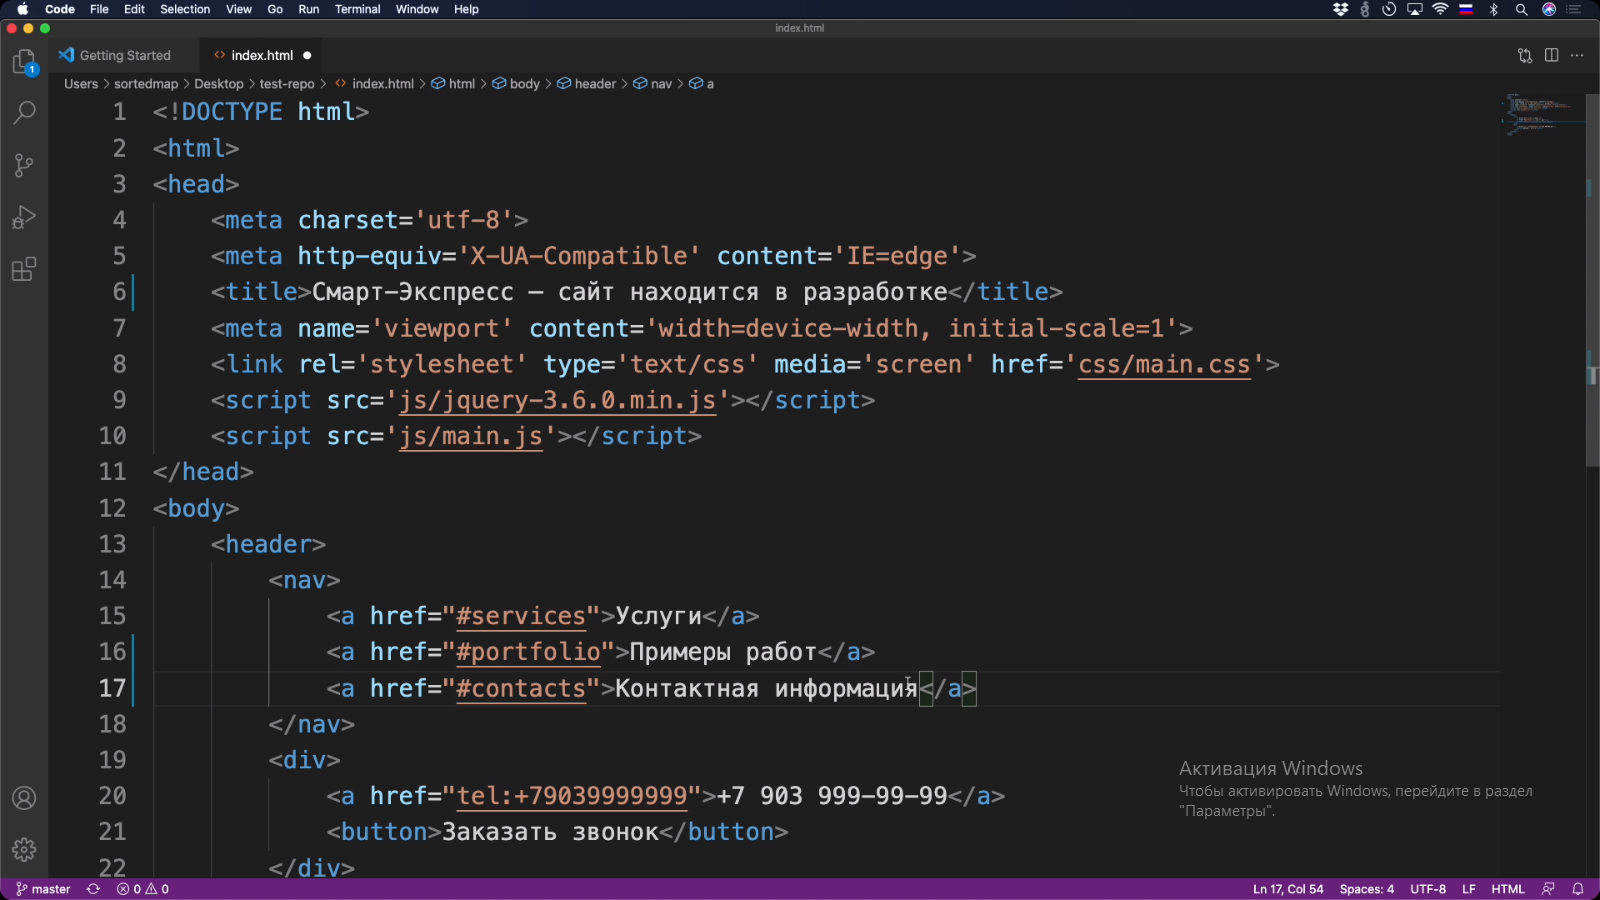 Code File Edit Selection View Go Run Terminal Window Help
index.html
Getting Started index.html
Users > sortedmap > Desktop > test-repo > index.html > html > body > header > nav > a
1 <!DOCTYPE html>
2 <html>
3 <head>
4 <meta charset='utf-8'>
5 <meta http-equiv='X-UA-Compatible' content='IE=edge'>
6 <title>Смарт-Экспресс — сайт находится в разработке</title>
7 <meta name='viewport' content='width=device-width, initial-scale=1'>
8 <link rel='stylesheet' type='text/css' media='screen' href='css/main.css'>
9 <script src='js/jquery-3.6.0.min.js'></script>
10 <script src='js/main.js'></script>
11 </head>
12 <body>
13 <header>
14 <nav>
15 <a href="#services">Услуги</a>
16 <a href="#portfolio">Примеры работ</a>
17 <a href="#contacts">Контактная информация</a>
18 </nav>
19 <div>
20 <a href="tel:+79039999999">+7 903 999-99-99</a>
21 <button>Заказать звонок</button>
22 </div>
Активация Windows
Чтобы активировать Windows, перейдите в раздел
"Параметры".
1
master 0 0 Ln 17, Col 54 Spaces: 4 UTF-8 LF HTML